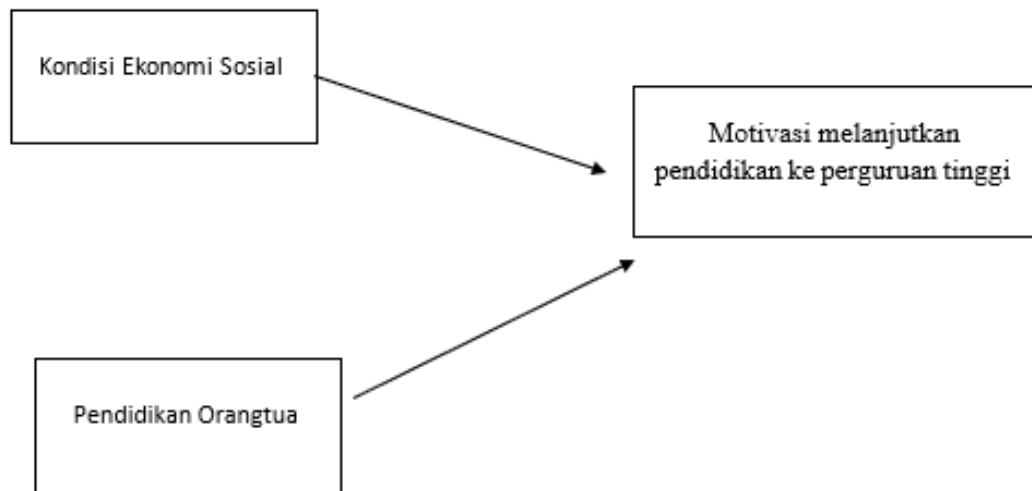 Kondisi Ekonomi Sosial
Motivasi melanjutkan
pendidikan ke perguruan tinggi
Pendidikan Orangtua